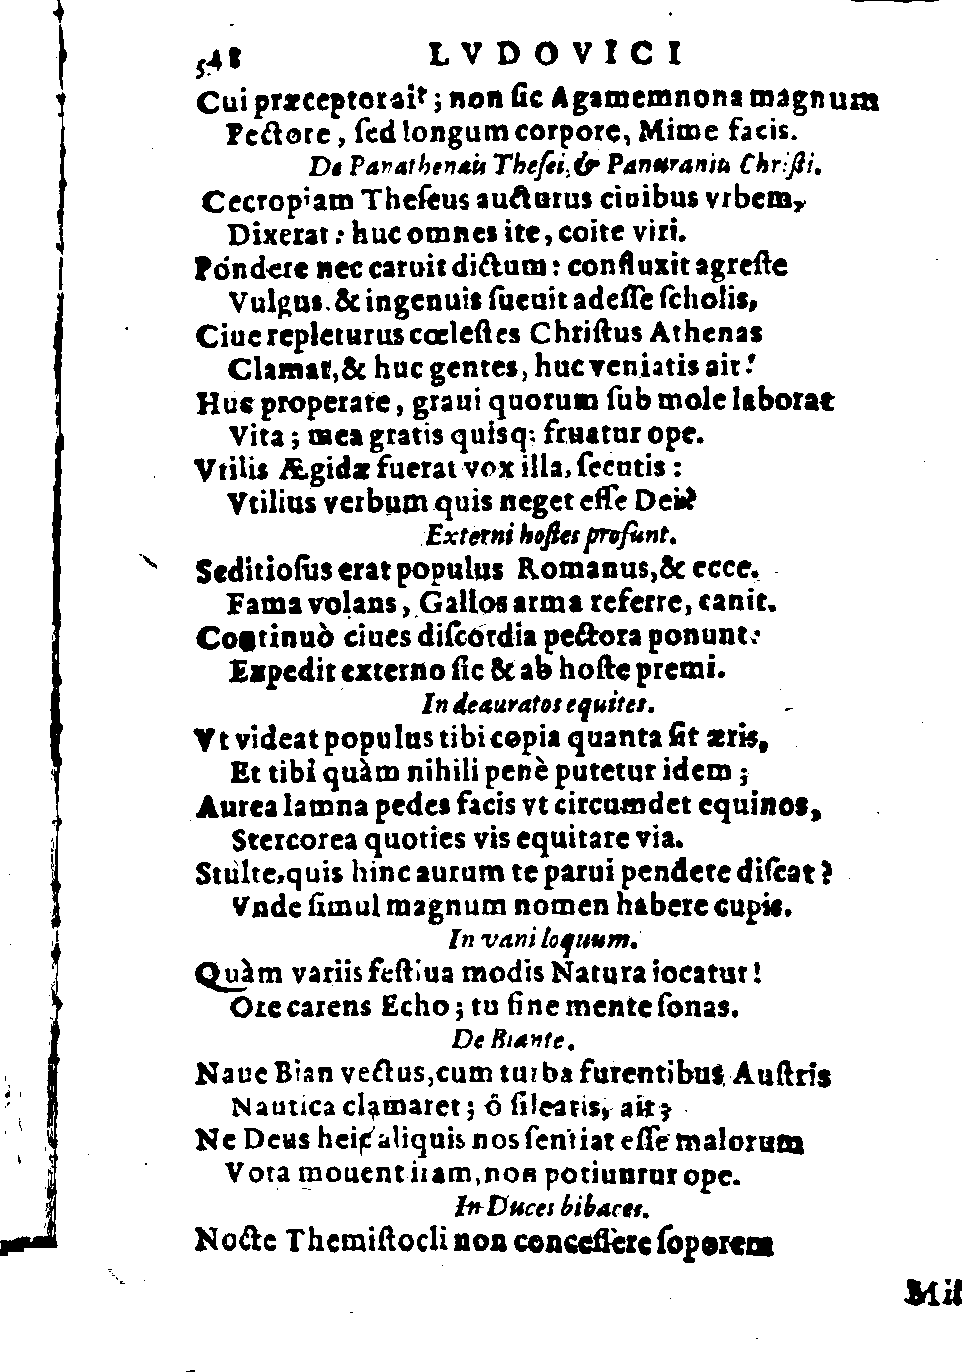 548 LVDOVICI
Cui præceptor ait; non ſic Agamemnona magnum
Pectore, ſed longum corpore, Mime facis.
De Panathenais Theſei, & Panuraniis Chriſti.
Cecropiam Theſeus aucturus ciuibus vrbem,
Dixerat: huc omnes ite, coite viri.
Pondere nec caruit dictum: confluxit agreſte
Vulgus. & ingenuis ſueuit adeſſe ſcholis,
Ciue repleturus cœleſtes Chriſtus Athenas
Clamat, & huc gentes, huc veniatis ait:
Huc properate, graui quorum ſub mole laborat
Vita; mea gratis quisq; fruatur ope.
Vtilis Ægidæ fuerat vox illa, ſecutis:
Vtilius verbum quis neget eſſe Dei?
Externi hoſtes proſunt.
Seditioſus erat populus Romanus, & ecce.
Fama volans, Gallos arma referre, canit.
Continuò ciues diſcordia pectora ponunt:
Expedit externo ſic & ab hoſte premi.
In deauratos equites.
Vt videat populus tibi copia quanta ſit æris,
Et tibi quàm nihili penè putetur idem;
Aurea lamna pedes facis vt circumdet equinos,
Stercorea quoties vis equitare via.
Stulte, quis hinc aurum te parui pendere diſcat?
Vnde ſimul magnum nomen habere cupis.
In vaniloquum.
Quàm variis feſtiua modis Natura iocatur!
Ore carens Echo; tu ſine mente ſonas.
De Biante.
Naue Bian vectus, cum turba furentibus Auſtris
Nautica clamaret; ô ſileatis, ait;
Ne Deus heic aliquis nos ſentiat eſſe malorum
Vota mouent iram, non potiuntur ope.
In Duces bibaces.
Nocte Themiſtocli non conceſſère ſoporem
Mil